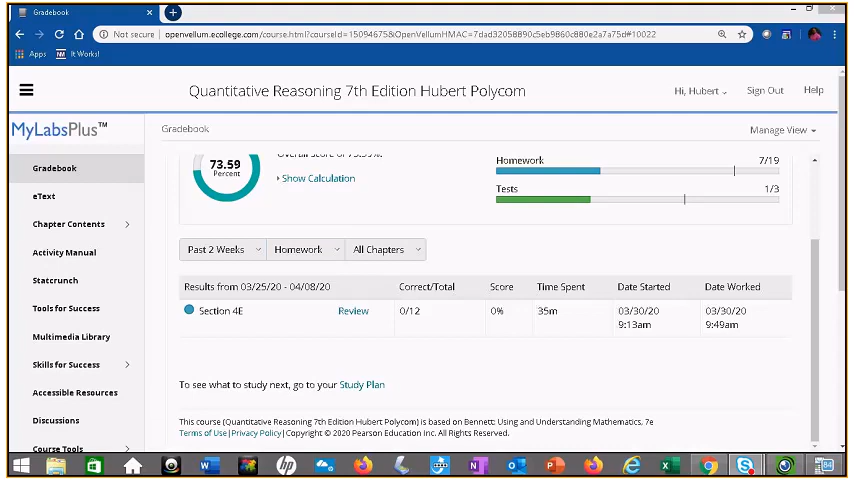 Gradebook
Not secure | openvellum.ecollege.com/course.html?courseId=15094675&OpenVellumHMAC=7dad32058890c5eb9860c880e2a7a75d#10022
Apps It Works!
Quantitative Reasoning 7th Edition Hubert Polycom
Hi, Hubert Sign Out Help
MyLabsPlus™
Gradebook
Manage View
Gradebook
eText
Chapter Contents
Activity Manual
Statcrunch
Tools for Success
Multimedia Library
Skills for Success
Accessible Resources
Discussions
Course Tools
73.59
Percent
Overall score of 73.59%.
Show Calculation
Homework 7/19
Tests 1/3
Past 2 Weeks Homework All Chapters
Results from 03/25/20 - 04/08/20 Correct/Total Score Time Spent Date Started Date Worked
Section 4E Review 0/12 0% 35m 03/30/20 03/30/20
9:13am 9:49am
To see what to study next, go to your Study Plan
This course (Quantitative Reasoning 7th Edition Hubert Polycom) is based on Bennett: Using and Understanding Mathematics, 7e
Terms of Use|Privacy Policy|Copyright © 2020 Pearson Education Inc. All Rights Reserved.